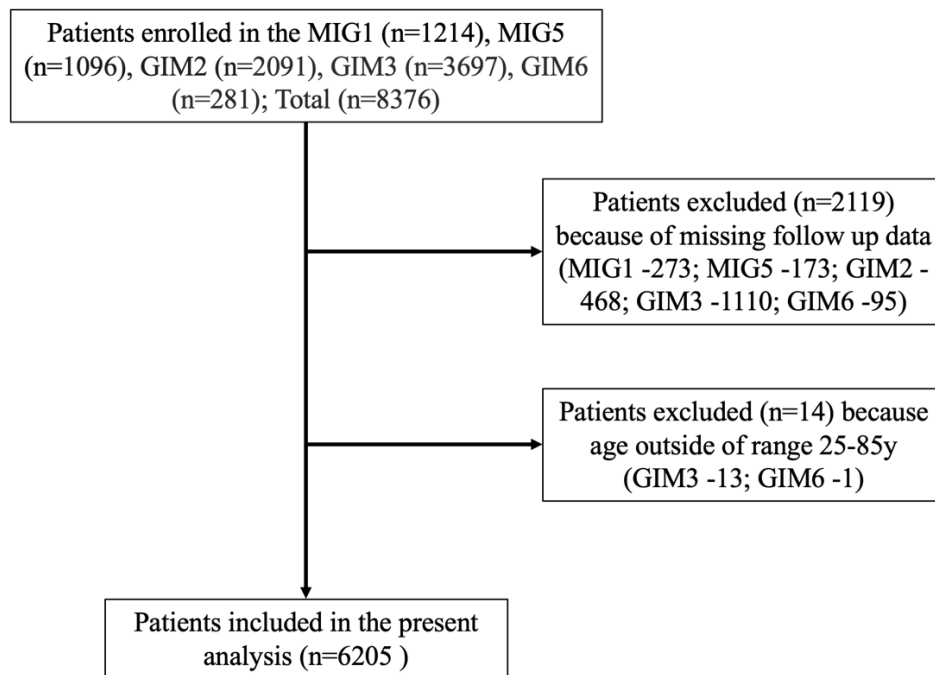 Patients enrolled in the MIG1 (n=1214), MIG5
(n=1096), GIM2 (n=2091), GIM3 (n=3697), GIM6
(n=281); Total (n=8376)
Patients excluded (n=2119)
because of missing follow up data
(MIG1 -273; MIG5 -173; GIM2 -
468; GIM3 -1110; GIM6 -95)
Patients excluded (n=14) because
age outside of range 25-85y
(GIM3 -13; GIM6 -1)
Patients included in the present
analysis (n=6205 )